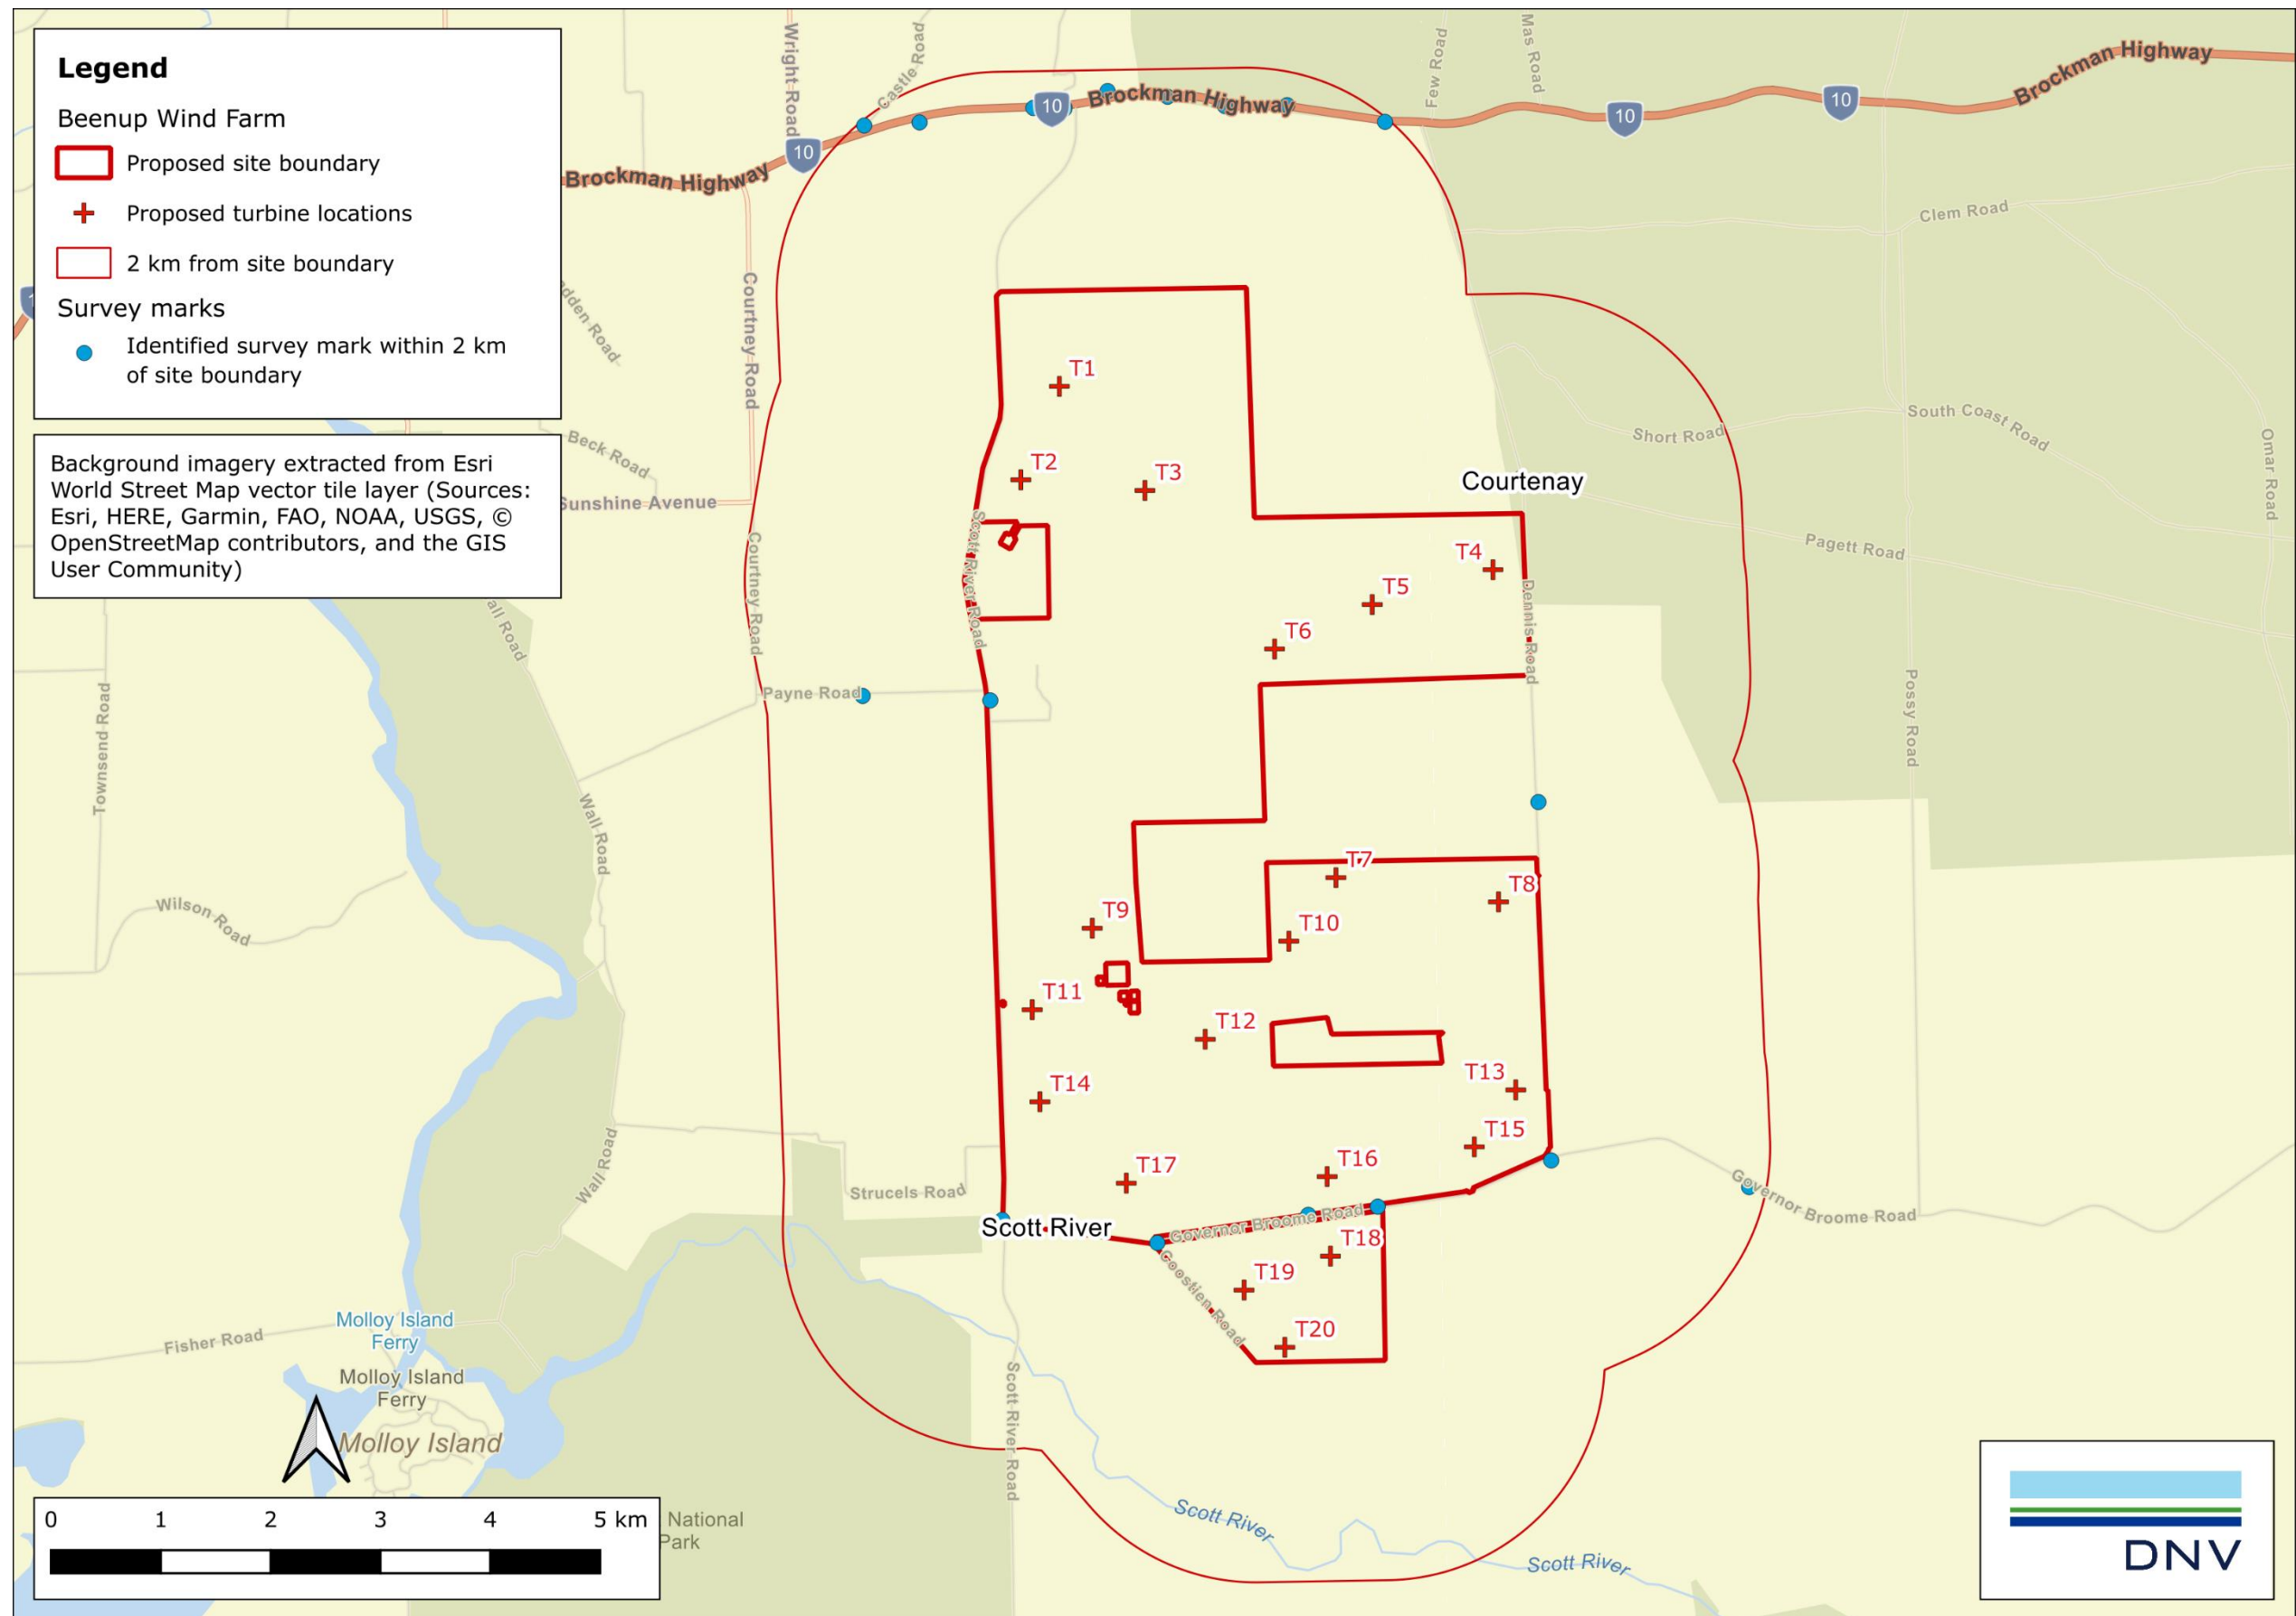 Legend
Beenup Wind Farm
Proposed site boundary
Proposed turbine locations
2 km from site boundary
Survey marks
Identified survey mark within 2 km
of site boundary
Background imagery extracted from Esri
World Street Map vector tile layer (Sources:
Esri, HERE, Garmin, FAO, NOAA, USGS, ©
OpenStreetMap contributors, and the GIS
User Community)
Wright Road
Castle Road
Few Road
Mas Road
Brockman Highway
10
Brockman Highway
10
10
Brockman Highway
10
Brockman Highway
Clem Road
Courtney Road
Beck Road
Sunshine Avenue
Courtney Road
Scott River Road
Payne Road
T1
T2
T3
T4
T5
T6
Courtenay
Short Road
South Coast Road
Pagett Road
Omar Road
Dennis Road
Possy Road
Townsend Road
Wall Road
Wilson Road
T7
T8
T9
T10
T11
T12
T13
T14
T15
T16
T17
Wall Road
Strucels Road
Scott River
Governor Broome Road
Governor Broome Road
T18
T19
T20
Coostien Road
Fisher Road
Molloy Island
Ferry
Molloy Island
Ferry
Molloy Island
Scott River Road
Scott River
Scott River
National
Park
0 1 2 3 4 5 km
DNV